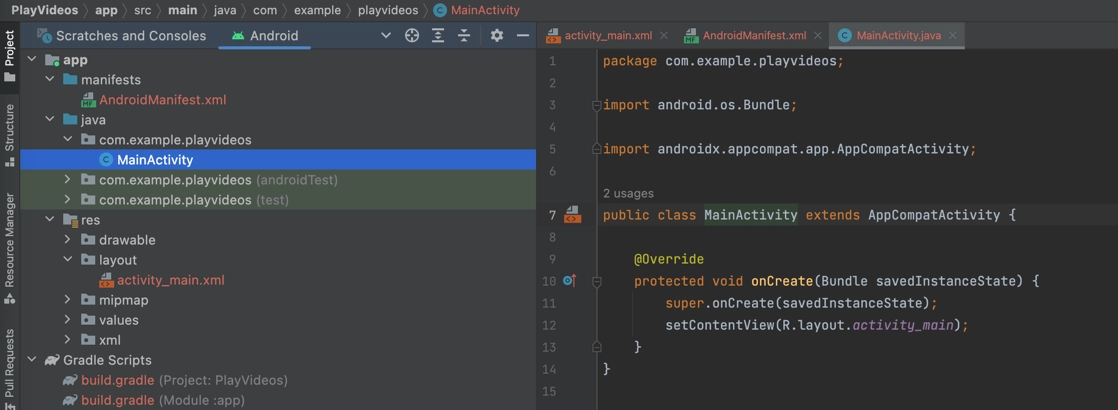 PlayVideos app src main java com example playvideos MainActivity
Project
Structure
Resource Manager
Pull Requests
Scratches and Consoles Android
app
manifests
AndroidManifest.xml
java
com.example.playvideos
MainActivity
com.example.playvideos (androidTest)
com.example.playvideos (test)
res
drawable
layout
activity_main.xml
mipmap
values
xml
Gradle Scripts
build.gradle (Project: PlayVideos)
build.gradle (Module :app)
activity_main.xml AndroidManifest.xml MainActivity.java
1 package com.example.playvideos;
2
3 import android.os.Bundle;
4
5 import androidx.appcompat.app.AppCompatActivity;
6
2 usages
7 public class MainActivity extends AppCompatActivity {
8
9 @Override
10 protected void onCreate(Bundle savedInstanceState) {
11 super.onCreate(savedInstanceState);
12 setContentView(R.layout.activity_main);
13 }
14 }
15